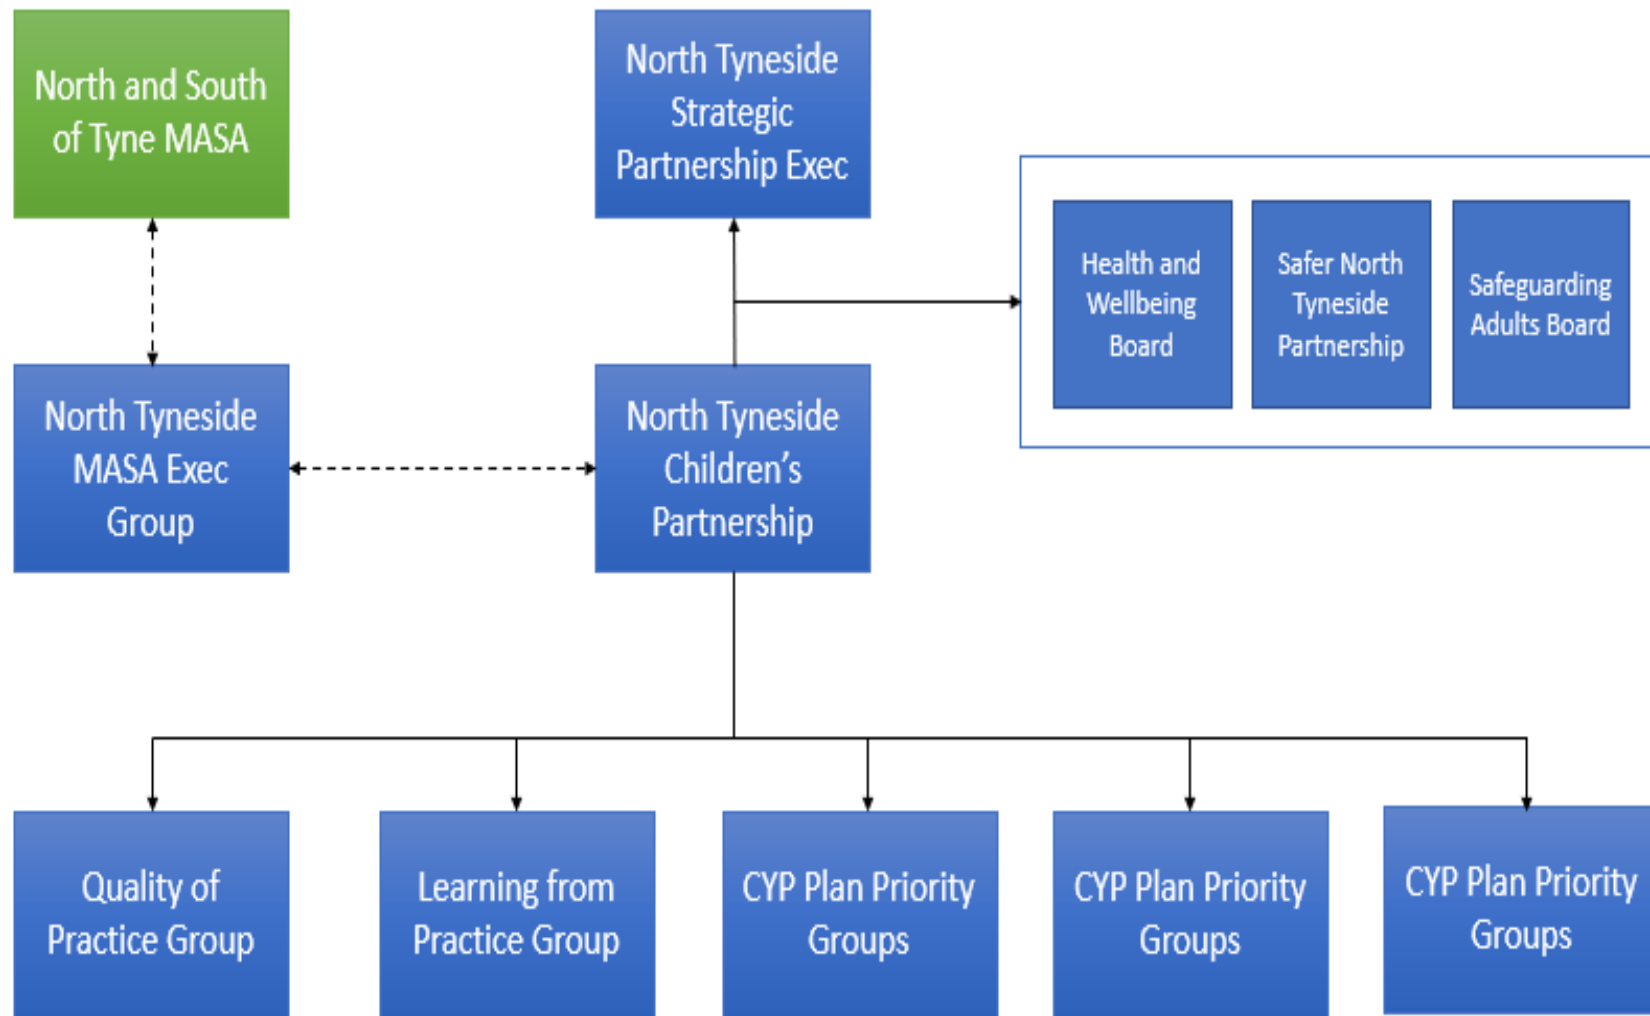 North and South
of Tyne MASA
North Tyneside
Strategic
Partnership Exec
Health and
Wellbeing
Board
Safer North
Tyneside
Partnership
Safeguarding
Adults Board
North Tyneside
MASA Exec
Group
North Tyneside
Children’s
Partnership
Quality of
Practice Group
Learning from
Practice Group
CYP Plan Priority
Groups
CYP Plan Priority
Groups
CYP Plan Priority
Groups